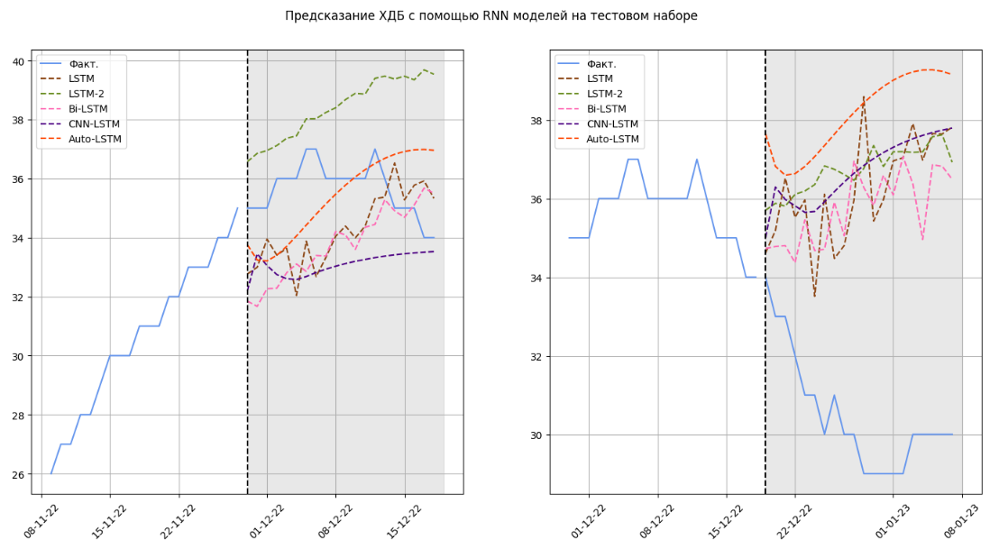 Предсказание ХДБ с помощью RNN моделей на тестовом наборе
Факт.
LSTM
LSTM-2
Bi-LSTM
CNN-LSTM
Auto-LSTM
40
38
36
34
32
30
28
26
08-11-22
15-11-22
22-11-22
01-12-22
08-12-22
15-12-22
Факт.
LSTM
LSTM-2
Bi-LSTM
CNN-LSTM
Auto-LSTM
38
36
34
32
30
01-12-22
08-12-22
15-12-22
22-12-22
01-01-23
08-01-23